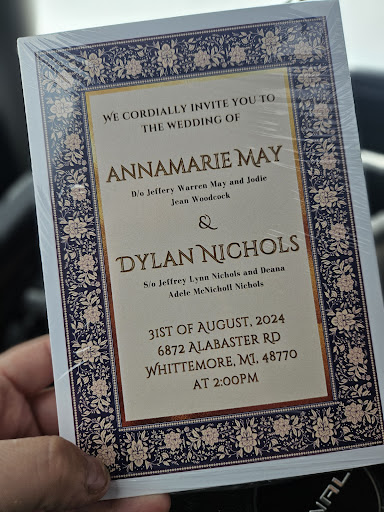 We cordially invite you to
the wedding of
Annamarie May
D/o Jeffery Warren May and Jodie
Jean Woodcock
&
Dylan Nichols
S/o Jeffrey Lynn Nichols and Deana
Adele McNicholl Nichols
31st of August, 2024
6872 Alabaster Rd
Whittemore, MI, 48770
at 2:00pm